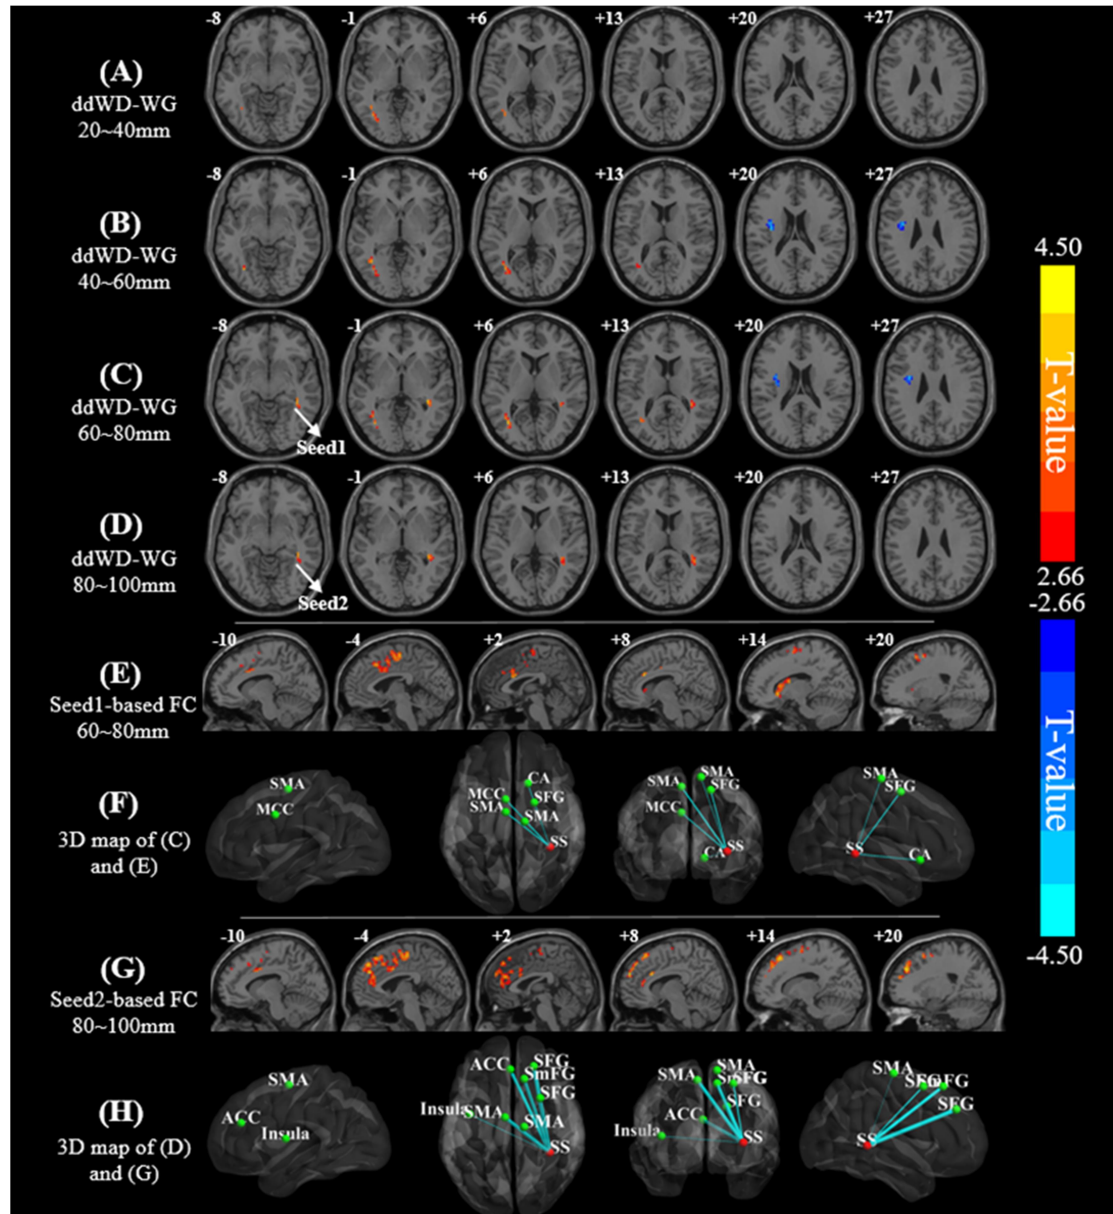 -8 -1 +6 +13 +20 +27
(A)
ddWD-WG
20~40mm
-8 -1 +6 +13 +20 +27
(B)
ddWD-WG
40~60mm
4.50
-8 -1 +6 +13 +20 +27
(C)
ddWD-WG
60~80mm
Seed1
T-value
-8 -1 +6 +13 +20 +27
(D)
ddWD-WG
80~100mm
Seed2
2.66
-2.66
-10 -4 +2 +8 +14 +20
(E)
Seed1-based FC
60~80mm
T-value
(F)
3D map of (C)
and (E)
SMA
MCC
CA
MCC SFG
SMA SMA
SS
SMA SMA
SFG
MCC
CA SS
SMA
SFG
SS CA
-10 -4 +2 +8 +14 +20
-4.50
(G)
Seed2-based FC
80~100mm
(H)
3D map of (D)
and (G)
SMA
ACC
Insula
ACC SFG
SmFG
SFG
Insula SMA SMA
SS
SMA
SMA SmFG
SFG
ACC
Insula SS
SMA
SmFG
SFG
SS